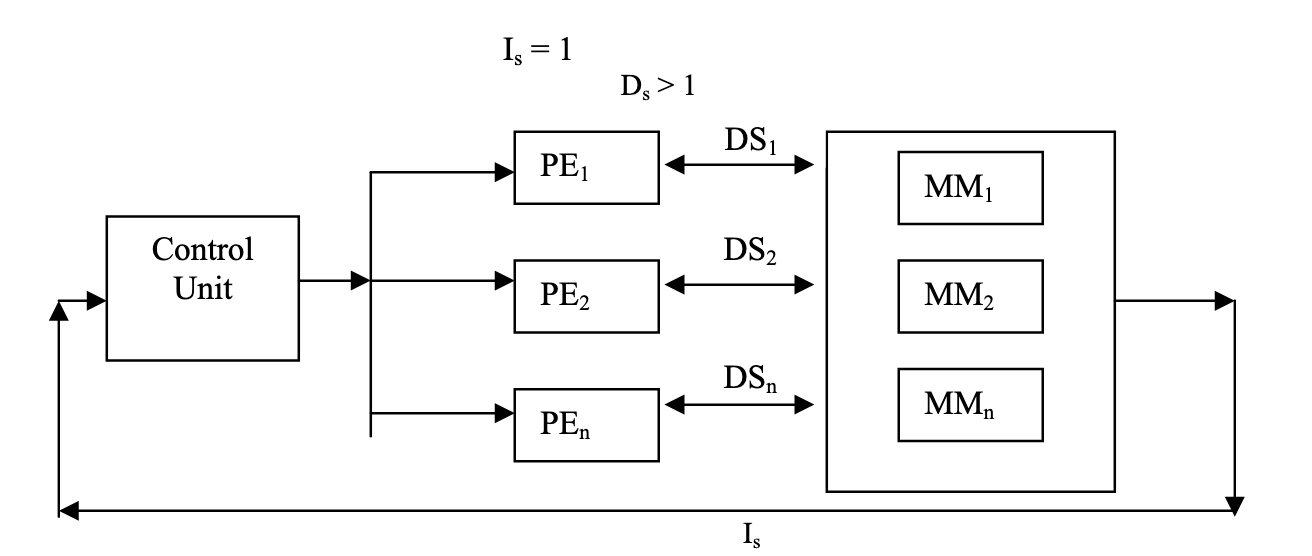 Iₛ = 1
Dₛ > 1
Control
Unit
PE₁
DS₁
MM₁
PE₂
DS₂
MM₂
PEₙ
DSₙ
MMₙ
Iₛ